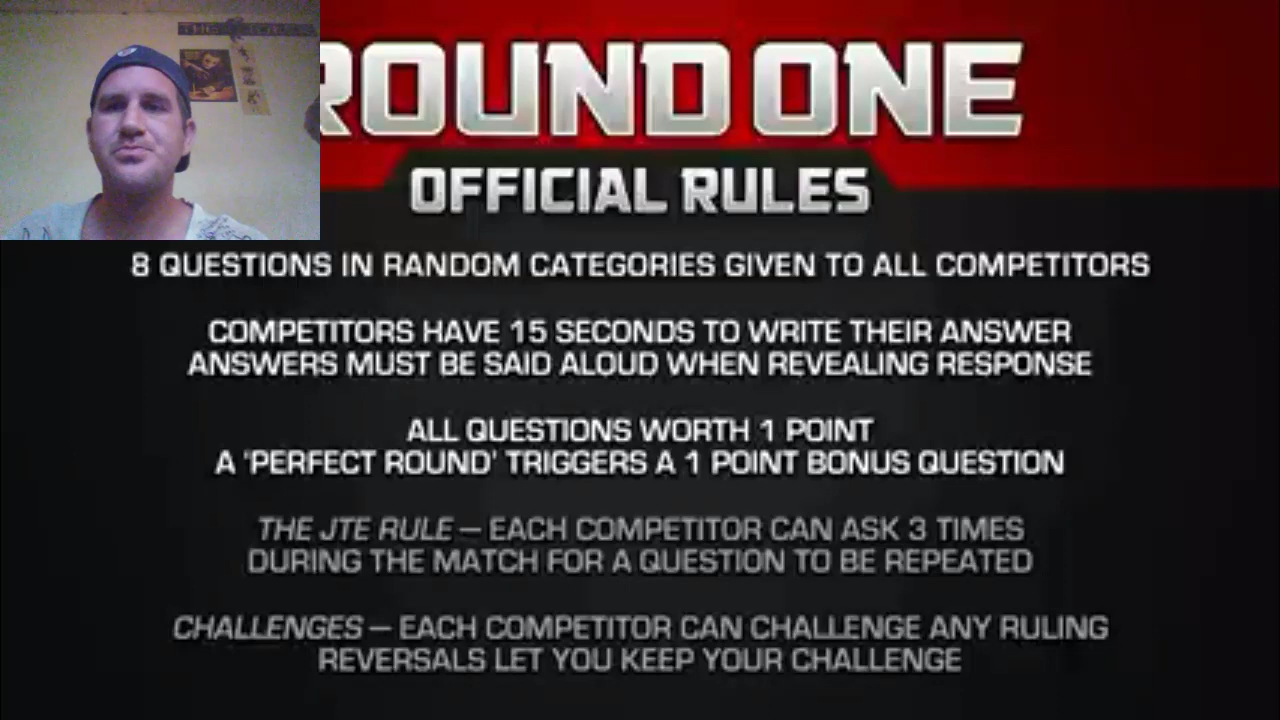 ROUND ONE
OFFICIAL RULES
8 QUESTIONS IN RANDOM CATEGORIES GIVEN TO ALL COMPETITORS
COMPETITORS HAVE 15 SECONDS TO WRITE THEIR ANSWER
ANSWERS MUST BE SAID ALOUD WHEN REVEALING RESPONSE
ALL QUESTIONS WORTH 1 POINT
A 'PERFECT ROUND' TRIGGERS A 1 POINT BONUS QUESTION
THE JTE RULE — EACH COMPETITOR CAN ASK 3 TIMES
DURING THE MATCH FOR A QUESTION TO BE REPEATED
CHALLENGES — EACH COMPETITOR CAN CHALLENGE ANY RULING
REVERSALS LET YOU KEEP YOUR CHALLENGE